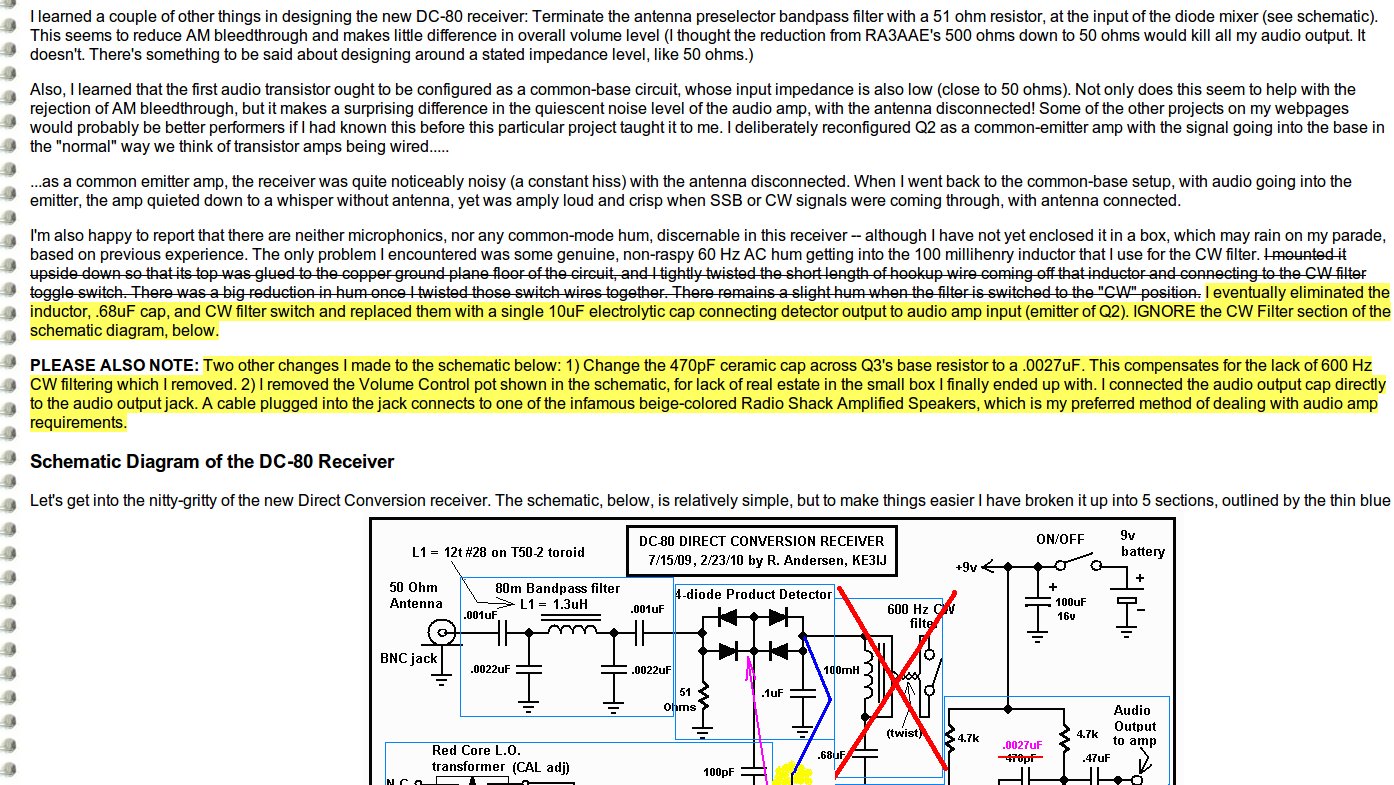 I learned a couple of other things in designing the new DC-80 receiver: Terminate the antenna preselector bandpass filter with a 51 ohm resistor, at the input of the diode mixer (see schematic).
This seems to reduce AM bleedthrough and makes little difference in overall volume level (I thought the reduction from RA3AAE's 500 ohms down to 50 ohms would kill all my audio output. It
doesn't. There's something to be said about designing around a stated impedance level, like 50 ohms.)
Also, I learned that the first audio transistor ought to be configured as a common-base circuit, whose input impedance is also low (close to 50 ohms). Not only does this seem to help with the
rejection of AM bleedthrough, but it makes a surprising difference in the quiescent noise level of the audio amp, with the antenna disconnected! Some of the other projects on my webpages
would probably be better performers if I had known this before this particular project taught it to me. I deliberately reconfigured Q2 as a common-emitter amp with the signal going into the base in
the "normal" way we think of transistor amps being wired.....
...as a common emitter amp, the receiver was quite noticeably noisy (a constant hiss) with the antenna disconnected. When I went back to the common-base setup, with audio going into the
emitter, the amp quieted down to a whisper without antenna, yet was amply loud and crisp when SSB or CW signals were coming through, with antenna connected.
I'm also happy to report that there are neither microphonics, nor any common-mode hum, discernable in this receiver -- although I have not yet enclosed it in a box, which may rain on my parade,
based on previous experience. The only problem I encountered was some genuine, non-raspy 60 Hz AC hum getting into the 100 millihenry inductor that I use for the CW filter. I mounted it
upside down so that its top was glued to the copper ground plane floor of the circuit, and I tightly twisted the short length of hookup wire coming off that inductor and connecting to the CW filter
toggle switch. There was a big reduction in hum once I twisted those switch wires together. There remains a slight hum when the filter is switched to the "CW" position. I eventually eliminated the
inductor, .68uF cap, and CW filter switch and replaced them with a single 10uF electrolytic cap connecting detector output to audio amp input (emitter of Q2). IGNORE the CW Filter section of the
schematic diagram, below.
PLEASE ALSO NOTE: Two other changes I made to the schematic below: 1) Change the 470pF ceramic cap across Q3's base resistor to a .0027uF. This compensates for the lack of 600 Hz
CW filtering which I removed. 2) I removed the Volume Control pot shown in the schematic, for lack of real estate in the small box I finally ended up with. I connected the audio output cap directly
to the audio output jack. A cable plugged into the jack connects to one of the infamous beige-colored Radio Shack Amplified Speakers, which is my preferred method of dealing with audio amp
requirements.
Schematic Diagram of the DC-80 Receiver
Let's get into the nitty-gritty of the new Direct Conversion receiver. The schematic, below, is relatively simple, but to make things easier I have broken it up into 5 sections, outlined by the thin blue
DC-80 DIRECT CONVERSION RECEIVER
7/15/09, 2/23/10 by R. Andersen, KE3IJ
L1 = 12t #28 on T50-2 toroid
ON/OFF
9v
battery
+9v
+
+
-
100uF
16v
50 Ohm
Antenna
80m Bandpass filter
L1 = 1.3uH
.001uF
.001uF
4-diode Product Detector
600 Hz CW
filter
BNC jack
.0022uF
.0022uF
51
Ohms
.1uF
100mH
(twist)
.68uF
Audio
Output
to amp
4.7k
4.7k
.0027uF
470pF
.47uF
Red Core L.O.
transformer (CAL adj)
100pF
N.C.